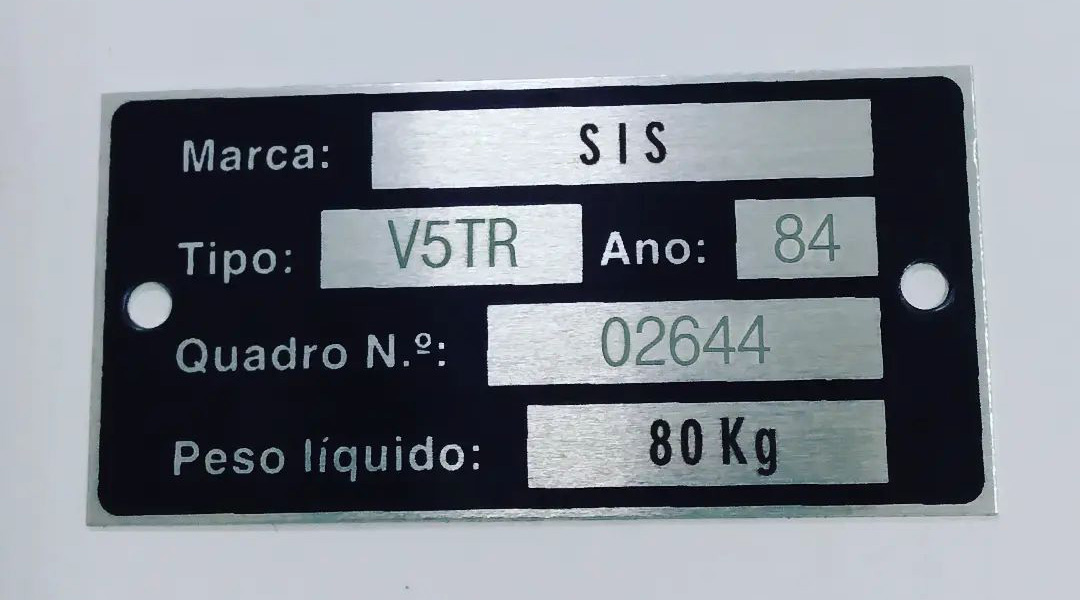 Marca: SIS
Tipo: V5TR Ano: 84
Quadro N.º: 02644
Peso líquido: 80 Kg